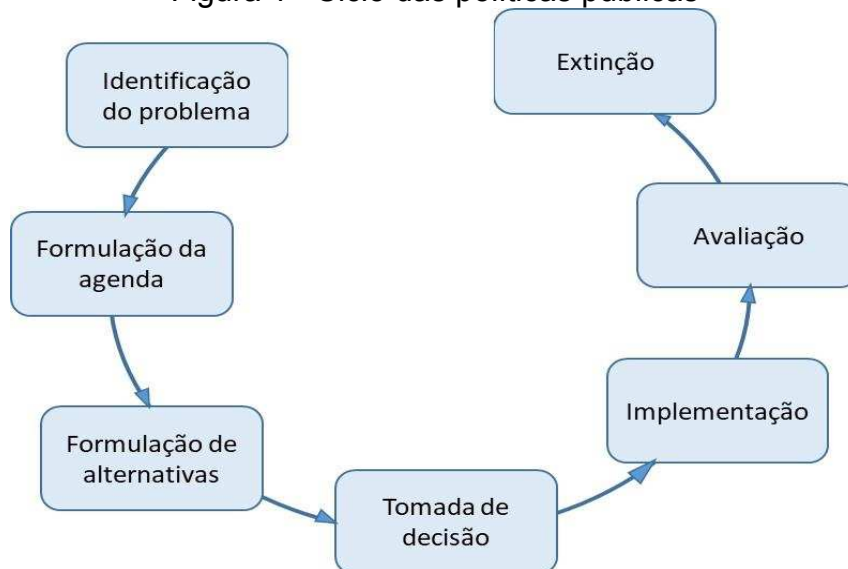 Identificação
do problema
Formulação da
agenda
Formulação de
alternativas
Tomada de
decisão
Implementação
Avaliação
Extinção